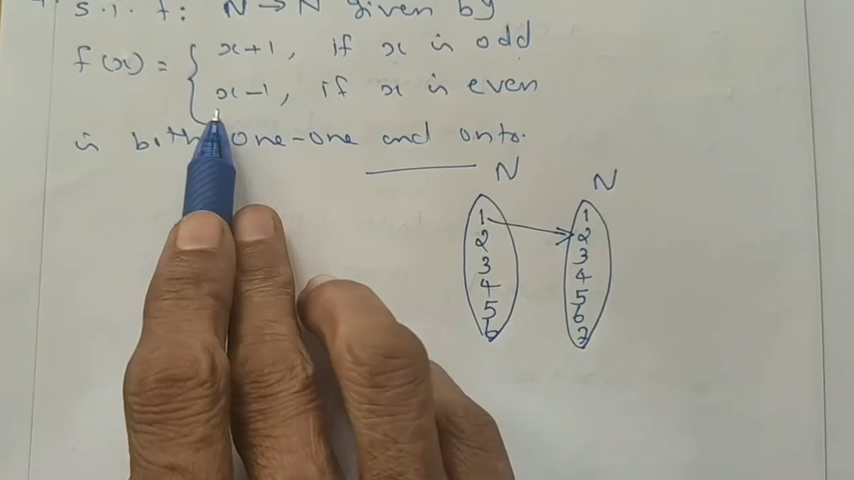 S.T. f: N → N given by
f(x) = { x+1, if x is odd
x-1, if x is even
is both one-one and onto.
N N
1 1
2 2
3 3
4 4
5 5
6 6
7